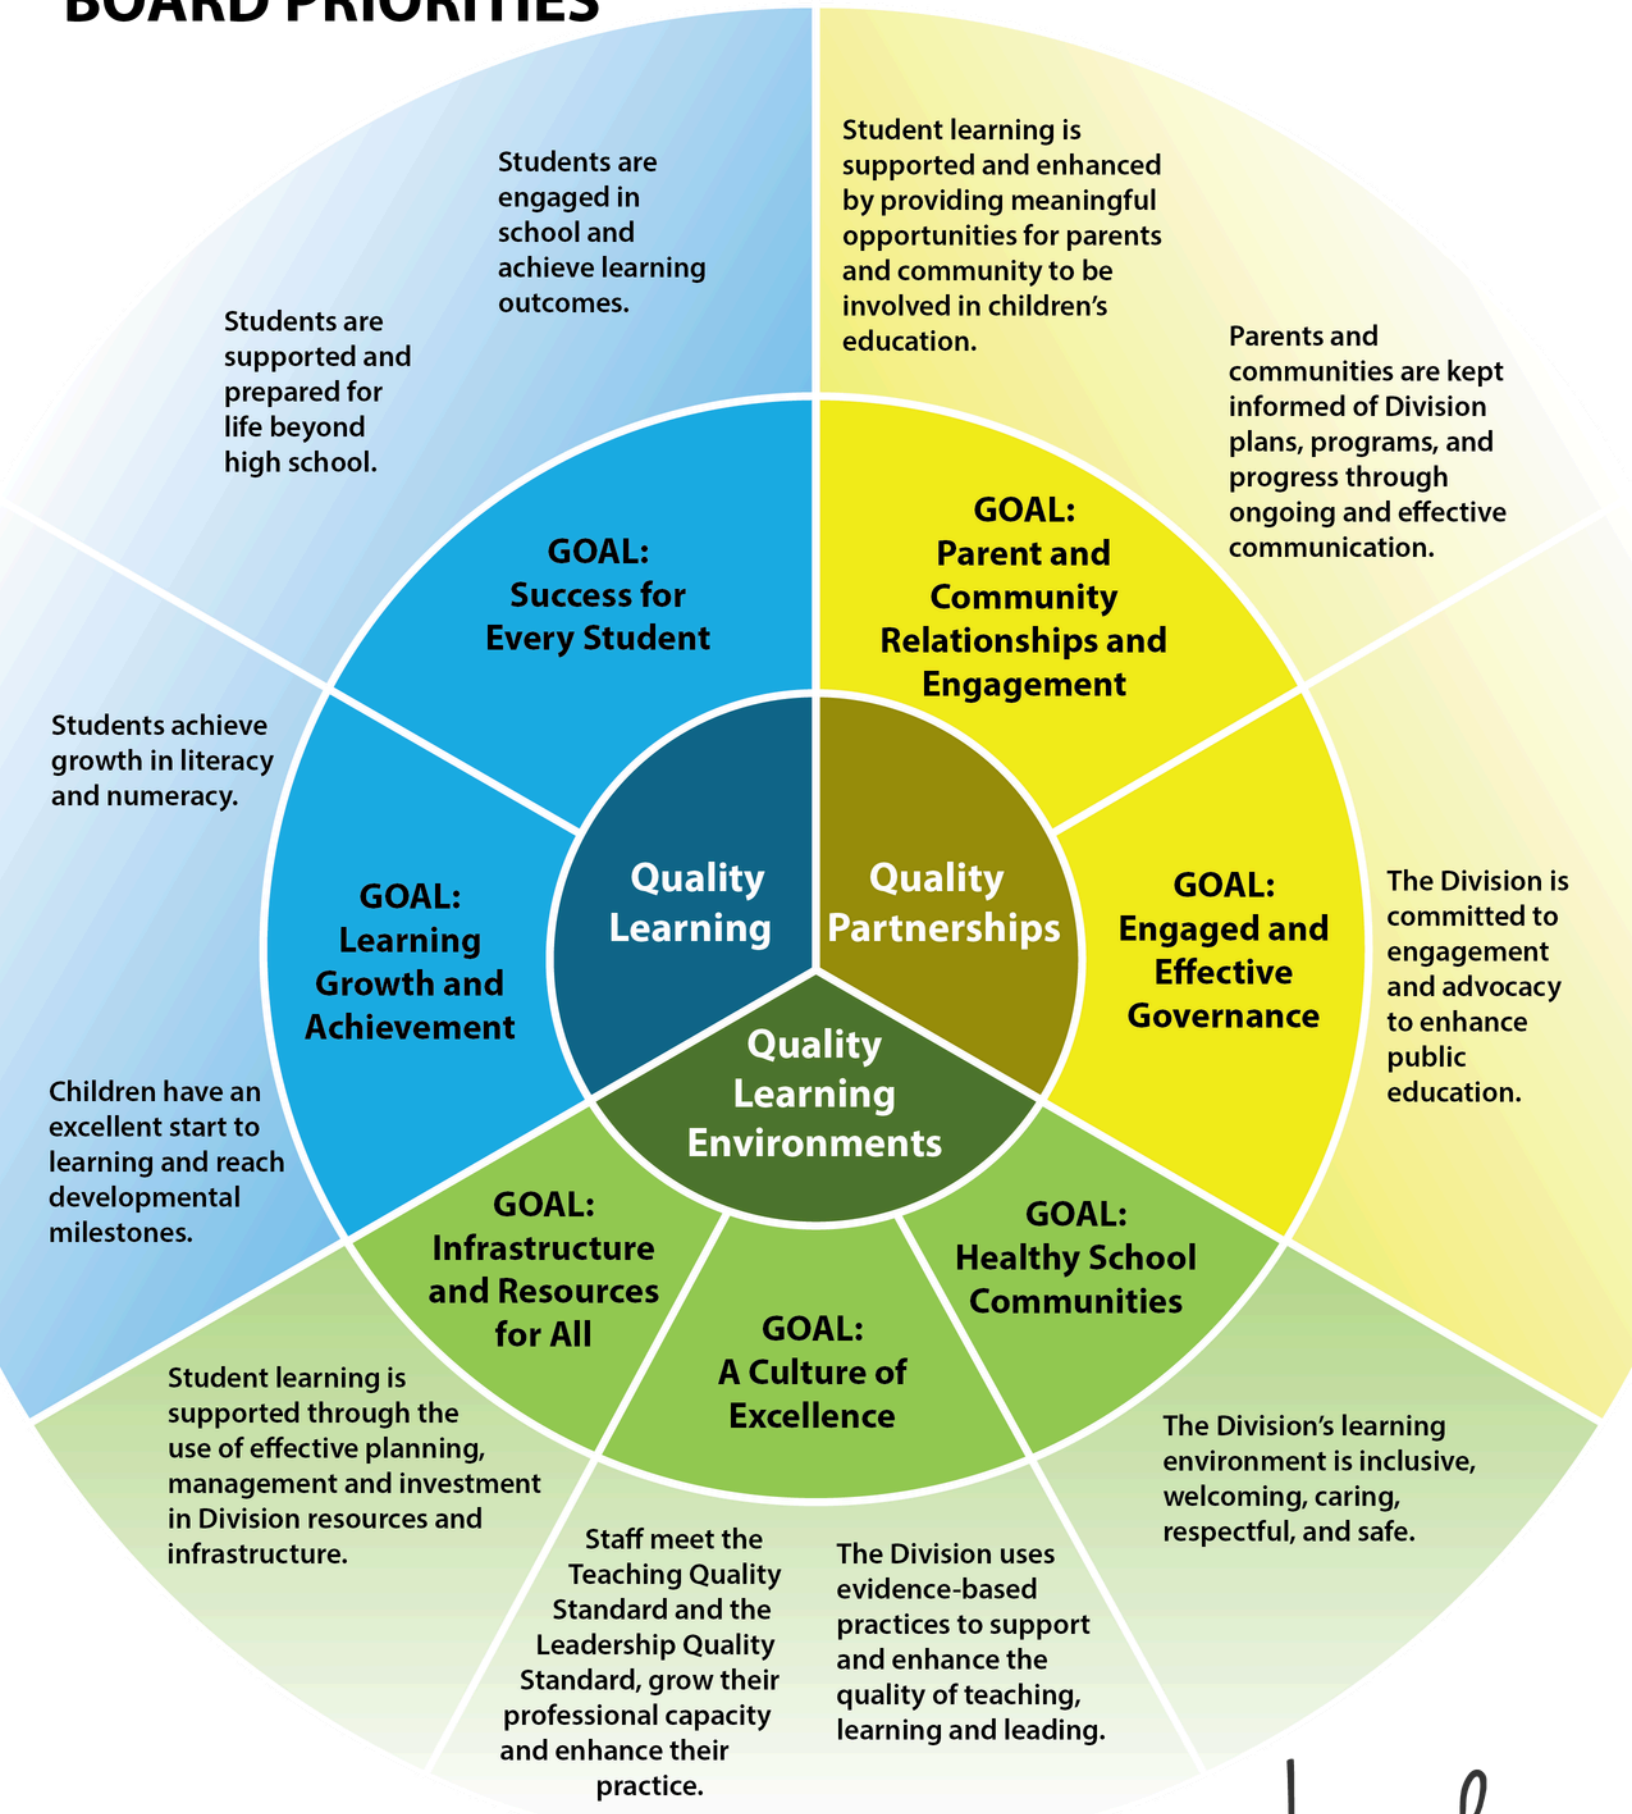 BOARD PRIORITIES
Students are
engaged in
school and
achieve learning
outcomes.
Students are
supported and
prepared for
life beyond
high school.
GOAL:
Success for
Every Student
Students achieve
growth in literacy
and numeracy.
Children have an
excellent start to
learning and reach
developmental
milestones.
GOAL:
Learning
Growth and
Achievement
Quality
Learning
Student learning is
supported and enhanced
by providing meaningful
opportunities for parents
and community to be
involved in children’s
education.
Parents and
communities are kept
informed of Division
plans, programs, and
progress through
ongoing and effective
communication.
GOAL:
Parent and
Community
Relationships and
Engagement
Quality
Partnerships
GOAL:
Engaged and
Effective
Governance
The Division is
committed to
engagement
and advocacy
to enhance
public
education.
Quality
Learning
Environments
GOAL:
Infrastructure
and Resources
for All
Student learning is
supported through the
use of effective planning,
management and investment
in Division resources and
infrastructure.
GOAL:
A Culture of
Excellence
Staff meet the
Teaching Quality
Standard and the
Leadership Quality
Standard, grow their
professional capacity
and enhance their
practice.
The Division uses
evidence-based
practices to support
and enhance the
quality of teaching,
learning and leading.
GOAL:
Healthy School
Communities
The Division’s learning
environment is inclusive,
welcoming, caring,
respectful, and safe.